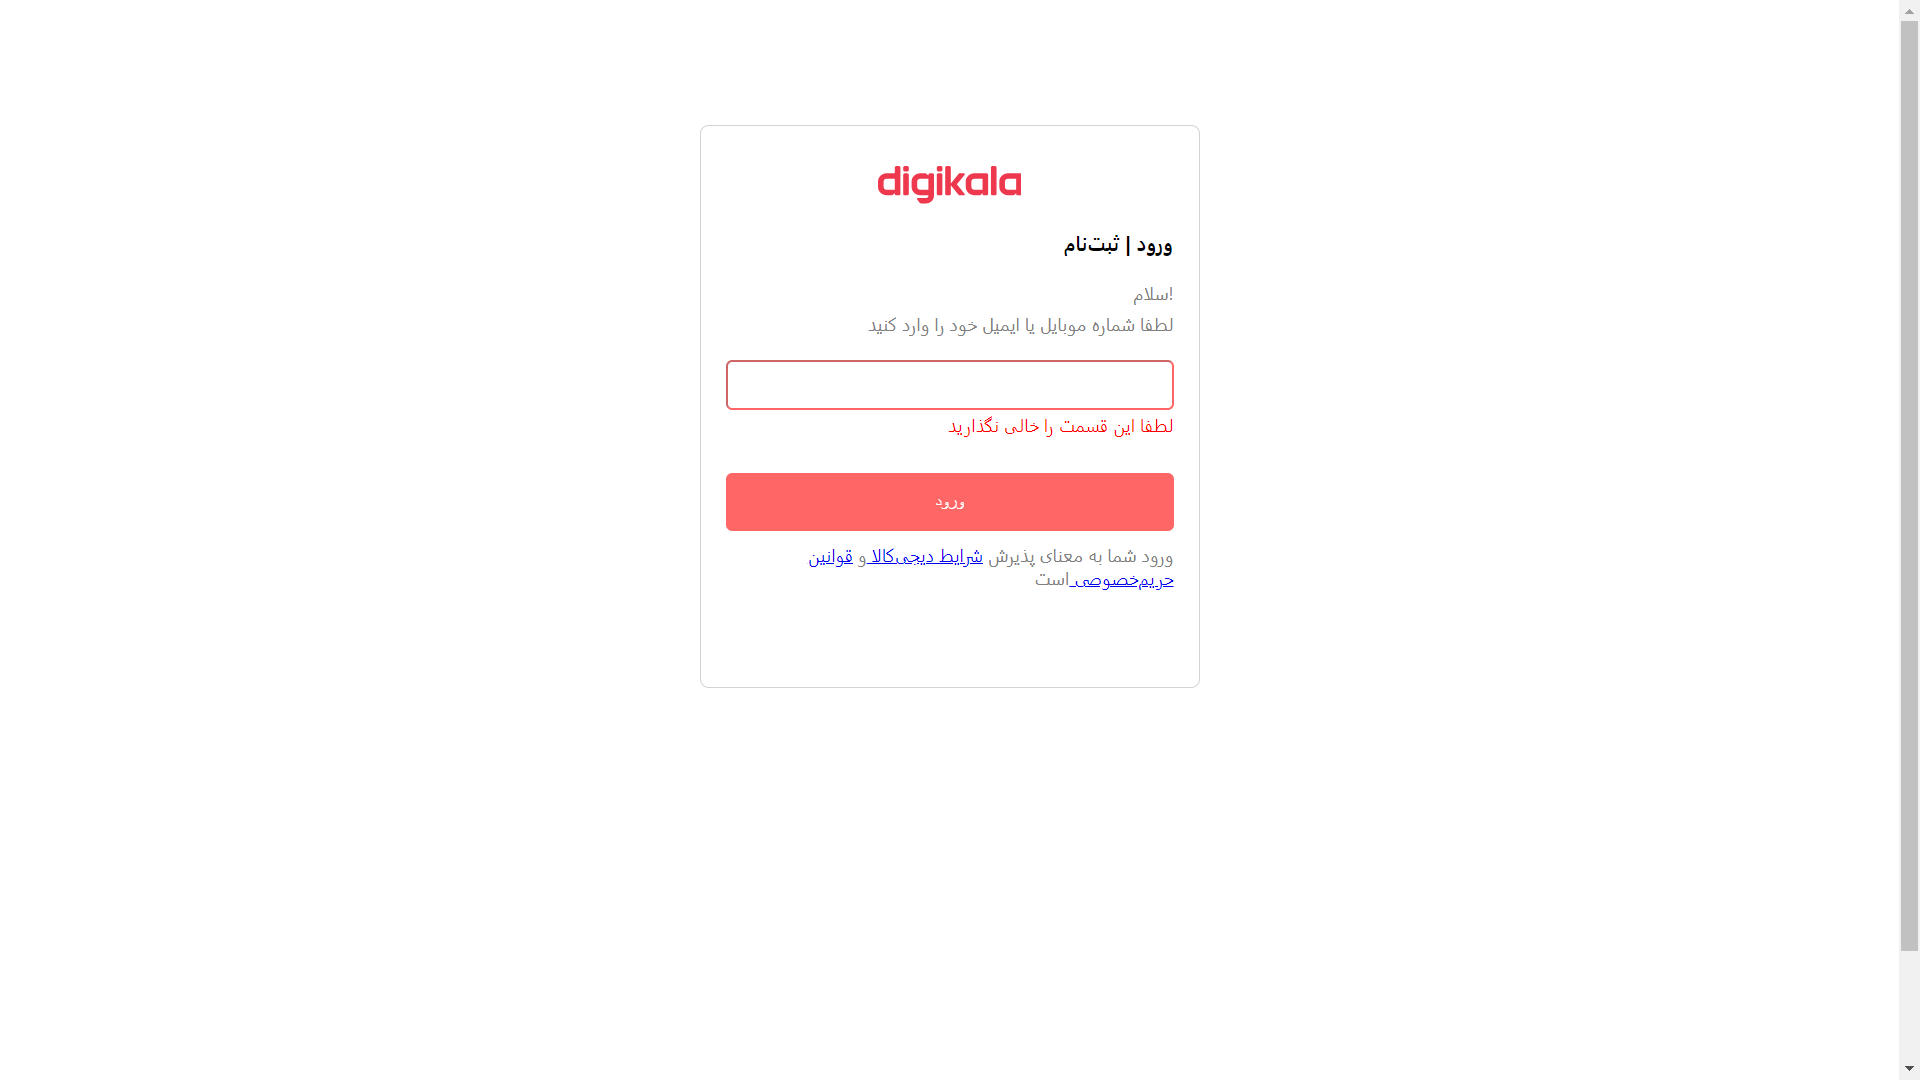 digikala
ورود | ثبت‌نام
!سلام
لطفا شماره موبایل یا ایمیل خود را وارد کنید
لطفا این قسمت را خالی نگذارید
ورود
ورود شما به معنای پذیرش شرایط دیجی‌کالا و قوانین
حریم‌خصوصی است